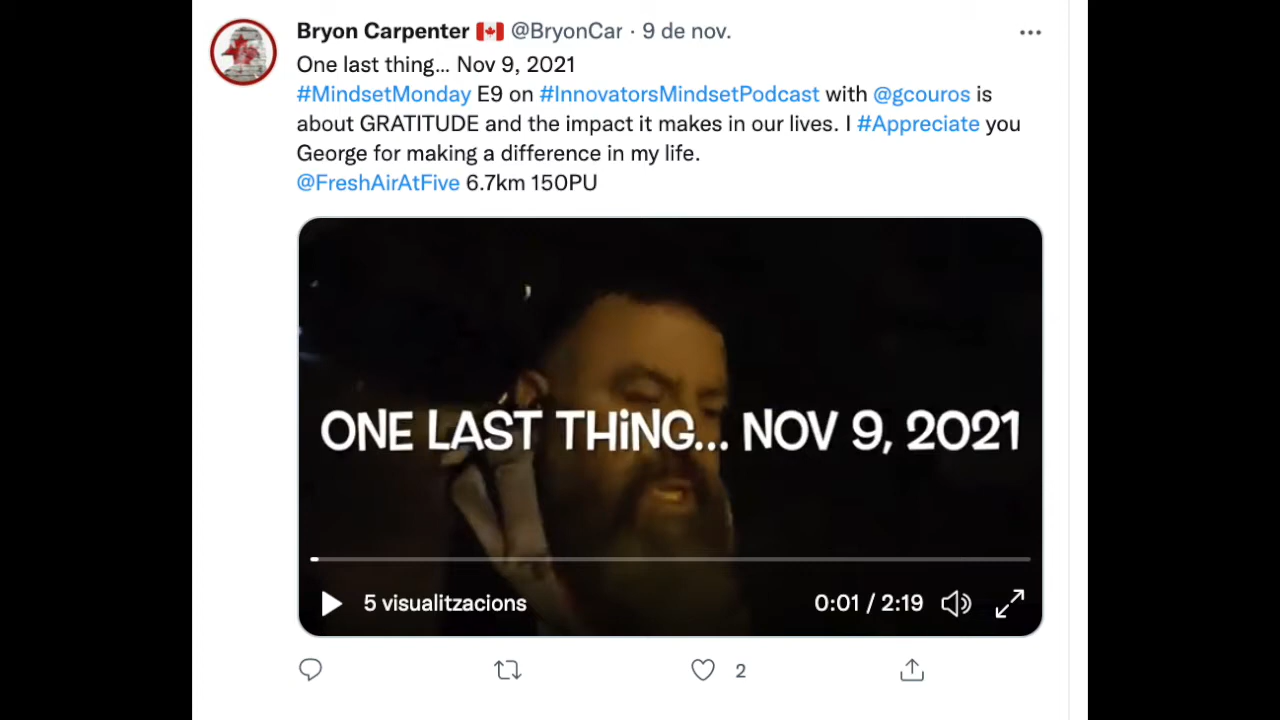 Bryon Carpenter 🇨🇦 @BryonCar · 9 de nov.
One last thing... Nov 9, 2021
#MindsetMonday E9 on #InnovatorsMindsetPodcast with @gcouros is
about GRATITUDE and the impact it makes in our lives. I #Appreciate you
George for making a difference in my life.
@FreshAirAtFive 6.7km 150PU
ONE LAST THiNG... NOV 9, 2021
5 visualitzacions 0:01 / 2:19
2